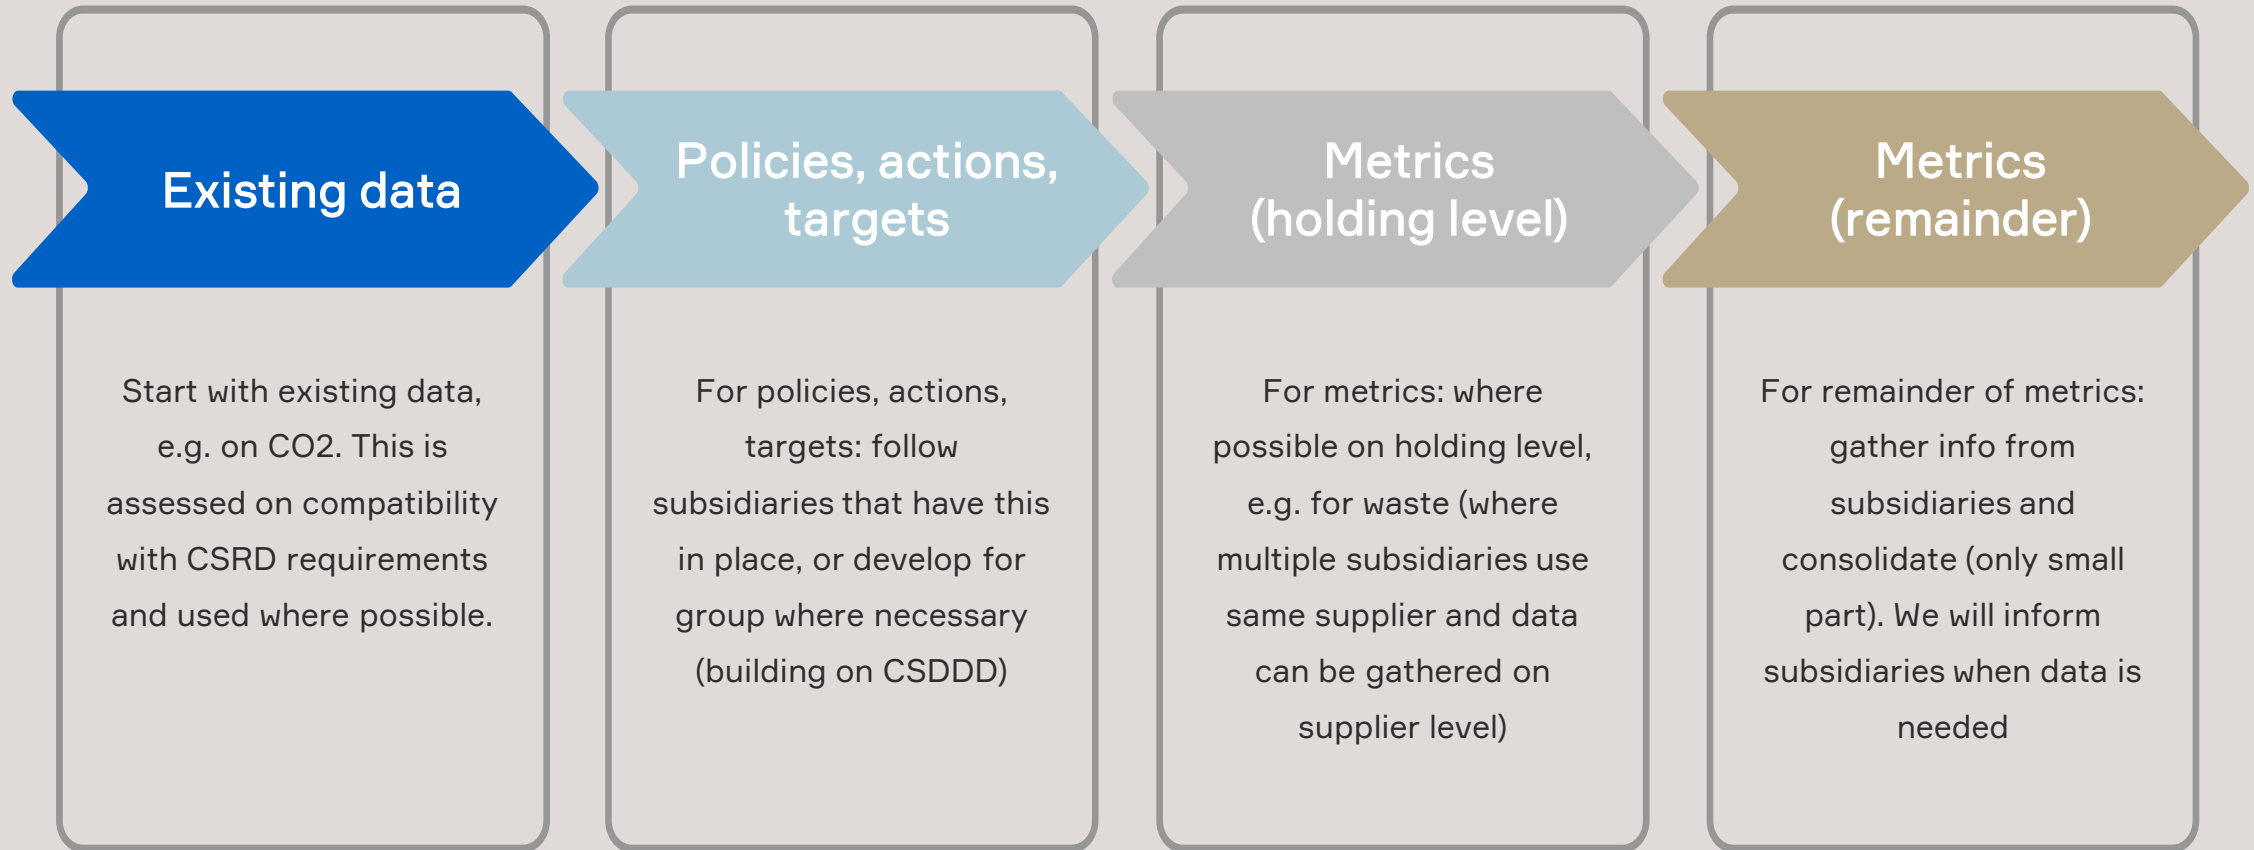 Existing data
Start with existing data,
e.g. on CO2. This is
assessed on compatibility
with CSRD requirements
and used where possible.
Policies, actions,
targets
For policies, actions,
targets: follow
subsidiaries that have this
in place, or develop for
group where necessary
(building on CSDDD)
Metrics
(holding level)
For metrics: where
possible on holding level,
e.g. for waste (where
multiple subsidiaries use
same supplier and data
can be gathered on
supplier level)
Metrics
(remainder)
For remainder of metrics:
gather info from
subsidiaries and
consolidate (only small
part). We will inform
subsidiaries when data is
needed